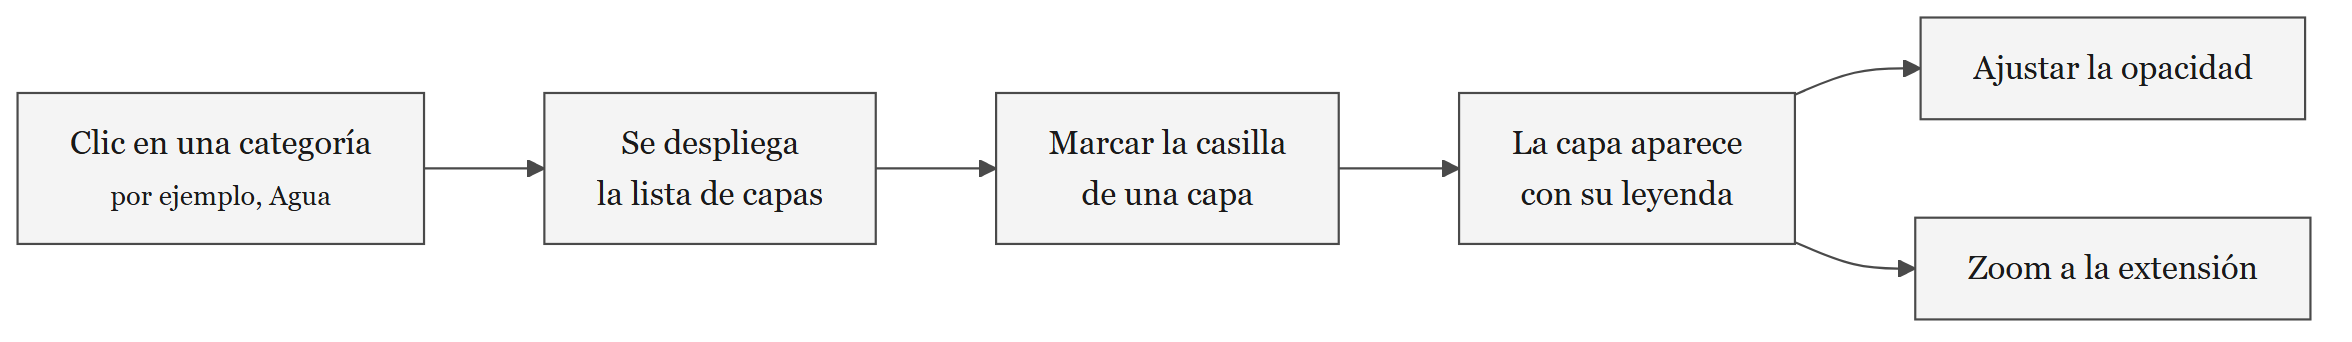 Clic en una categoría
por ejemplo, Agua
Se despliega
la lista de capas
Marcar la casilla
de una capa
La capa aparece
con su leyenda
Ajustar la opacidad
Zoom a la extensión